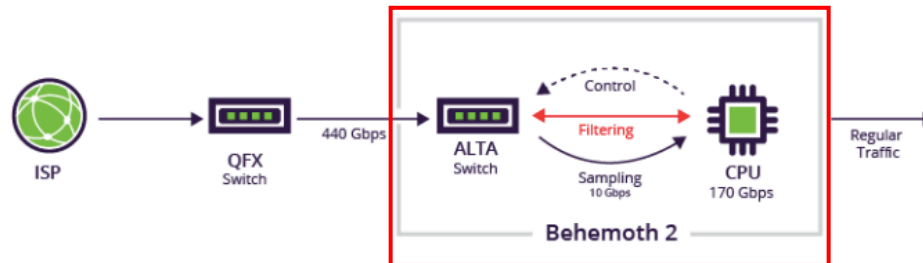 ISP
QFX
Switch
440 Gbps
ALTA
Switch
Control
Filtering
Sampling
10 Gbps
CPU
170 Gbps
Regular
Traffic
Behemoth 2